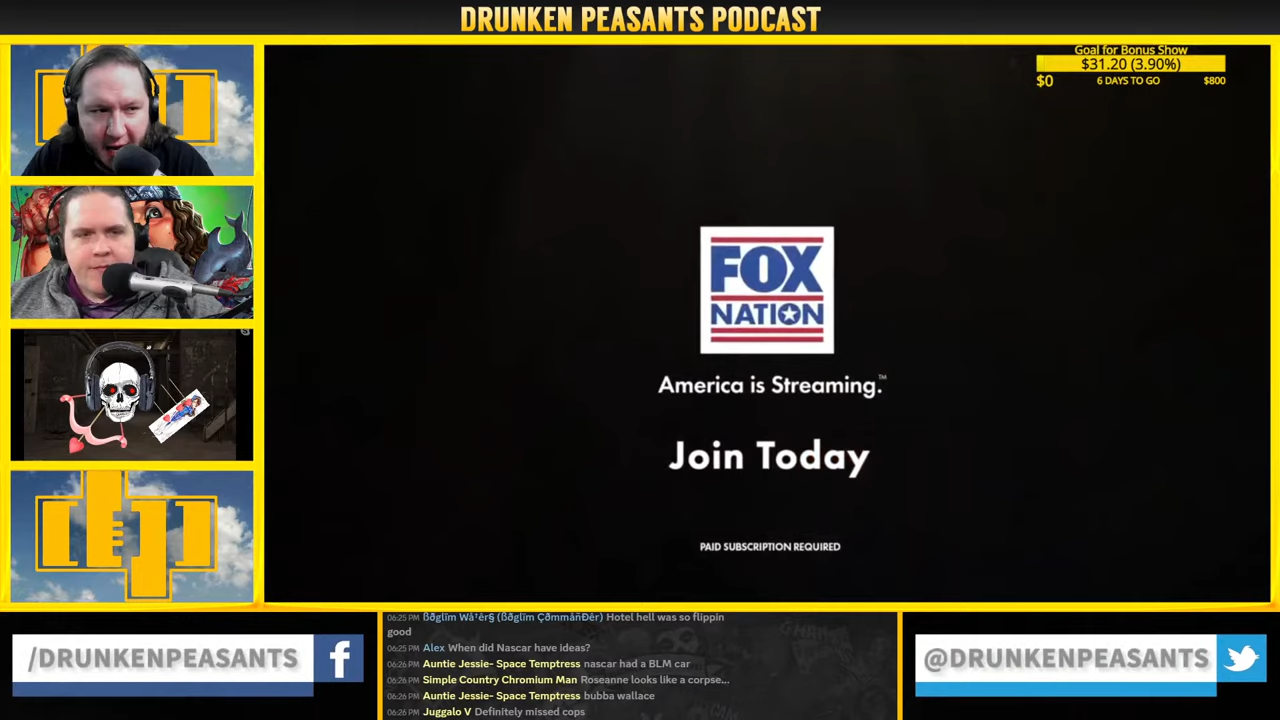 DRUNKEN PEASANTS PODCAST
Goal for Bonus Show
$31.20 (3.90%)
$0 6 DAYS TO GO $800
FOX
NATION
America is Streaming.™
Join Today
PAID SUBSCRIPTION REQUIRED
06:25 PM ßðglïm Wå†êr§ (ßðglïm ÇðmmåñÐêr) Hotel hell was so flippin
good
06:25 PM Alex When did Nascar have ideas?
06:26 PM Auntie Jessie- Space Temptress nascar had a BLM car
06:26 PM Simple Country Chromium Man Roseanne looks like a corpse...
06:26 PM Auntie Jessie- Space Temptress bubba wallace
06:26 PM Juggalo V Definitely missed cops
/DRUNKENPEASANTS f
@DRUNKENPEASANTS